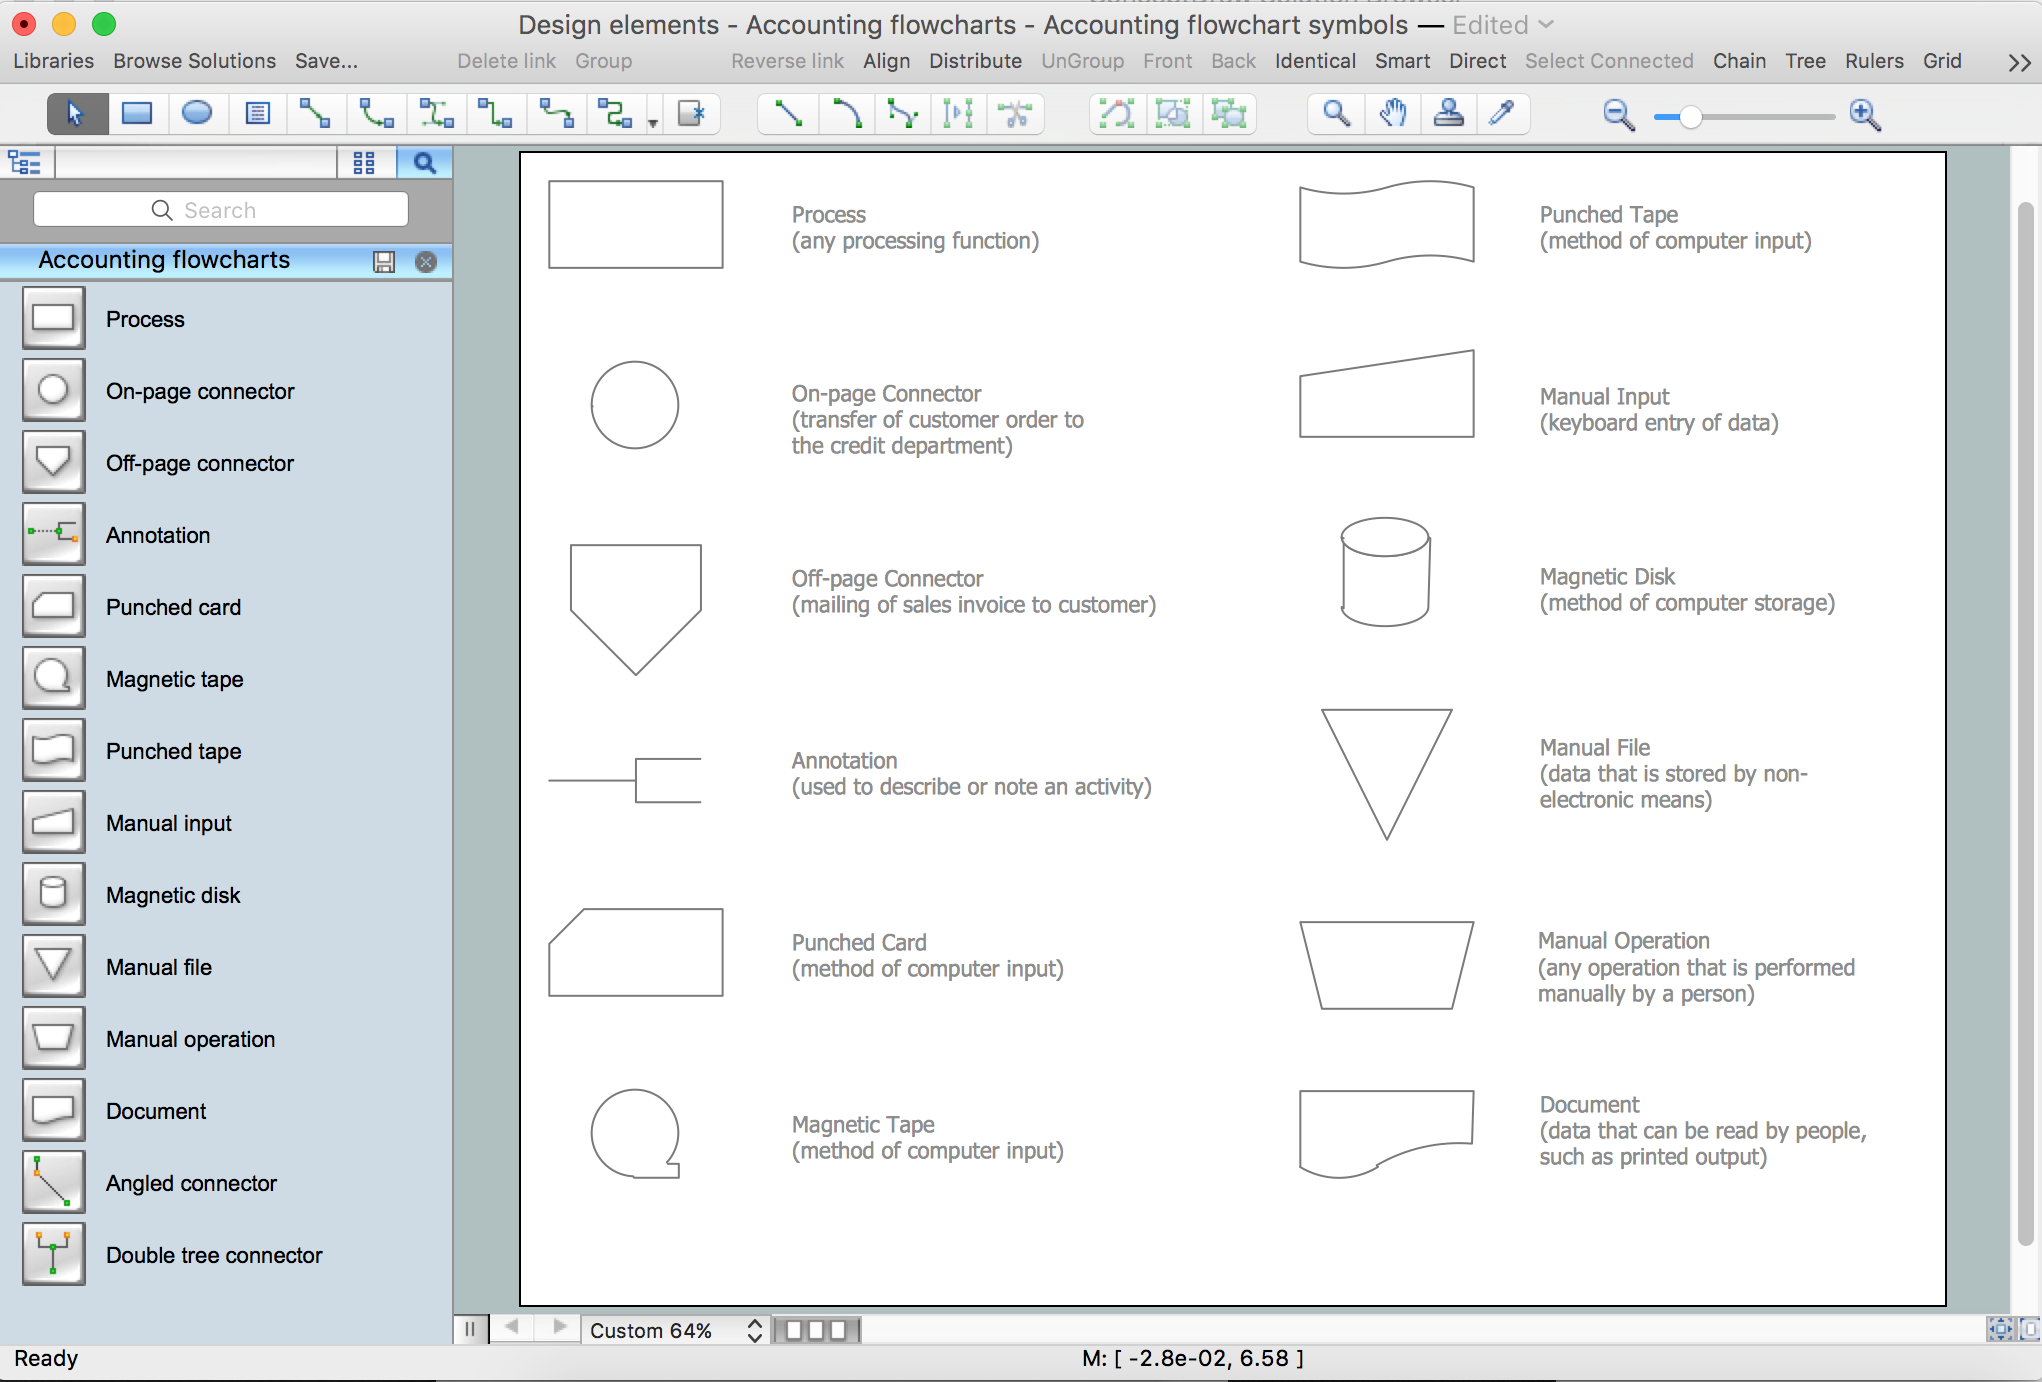 Design elements - Accounting flowcharts - Accounting flowchart symbols — Edited
Libraries Browse Solutions Save... Delete link Group Reverse link Align Distribute UnGroup Front Back Identical Smart Direct Select Connected Chain Tree Rulers Grid
Search
Accounting flowcharts
Process
On-page connector
Off-page connector
Annotation
Punched card
Magnetic tape
Punched tape
Manual input
Magnetic disk
Manual file
Manual operation
Document
Angled connector
Double tree connector
Process
(any processing function)
On-page Connector
(transfer of customer order to
the credit department)
Off-page Connector
(mailing of sales invoice to customer)
Annotation
(used to describe or note an activity)
Punched Card
(method of computer input)
Magnetic Tape
(method of computer input)
Punched Tape
(method of computer input)
Manual Input
(keyboard entry of data)
Magnetic Disk
(method of computer storage)
Manual File
(data that is stored by non-
electronic means)
Manual Operation
(any operation that is performed
manually by a person)
Document
(data that can be read by people,
such as printed output)
Custom 64%
Ready
M: [ -2.8e-02, 6.58 ]